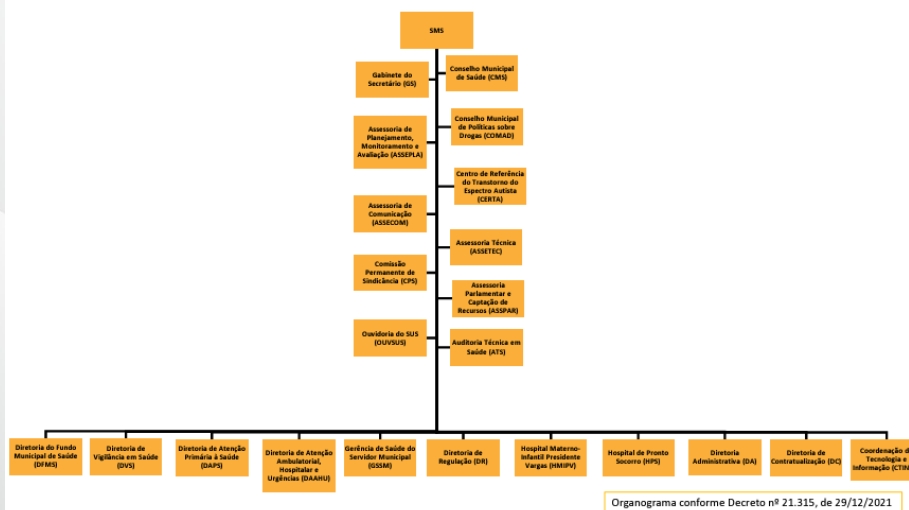 SMS
Gabinete do
Secretário (GS)
Conselho Municipal
de Saúde (CMS)
Assessoria de
Planejamento,
Monitoramento e
Avaliação (ASSEPLA)
Conselho Municipal
de Políticas sobre
Drogas (COMAD)
Centro de Referência
do Transtorno do
Espectro Autista
(CERTA)
Assessoria de
Comunicação
(ASSECOM)
Assessoria Técnica
(ASSETEC)
Comissão
Permanente de
Sindicância (CPS)
Assessoria
Parlamentar e
Captação de
Recursos (ASSPAR)
Ouvidoria do SUS
(OUVSUS)
Auditoria Técnica em
Saúde (ATS)
Diretoria do Fundo
Municipal de Saúde
(DFMS)
Diretoria de
Vigilância em Saúde
(DVS)
Diretoria de Atenção
Primária à Saúde
(DAPS)
Diretoria de Atenção
Ambulatorial,
Hospitalar e
Urgências (DAAHU)
Gerência de Saúde do
Servidor Municipal
(GSSM)
Diretoria de
Regulação (DR)
Hospital Materno-
Infantil Presidente
Vargas (HMIPV)
Hospital de Pronto
Socorro (HPS)
Diretoria
Administrativa (DA)
Diretoria de
Contratualização (DC)
Coordenação de
Tecnologia e
Informação (CTIN
Organograma conforme Decreto nº 21.315, de 29/12/2021